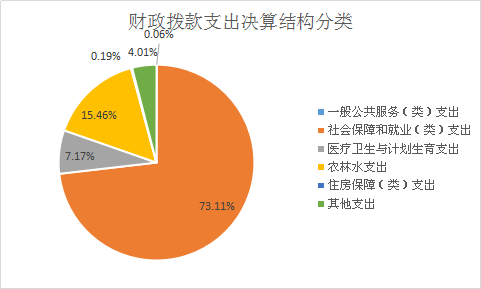 财政拨款支出决算结构分类
0.06%
0.19%
4.01%
15.46%
7.17%
73.11%
一般公共服务（类）支出
社会保障和就业（类）支出
医疗卫生与计划生育支出
农林水支出
住房保障（类）支出
其他支出